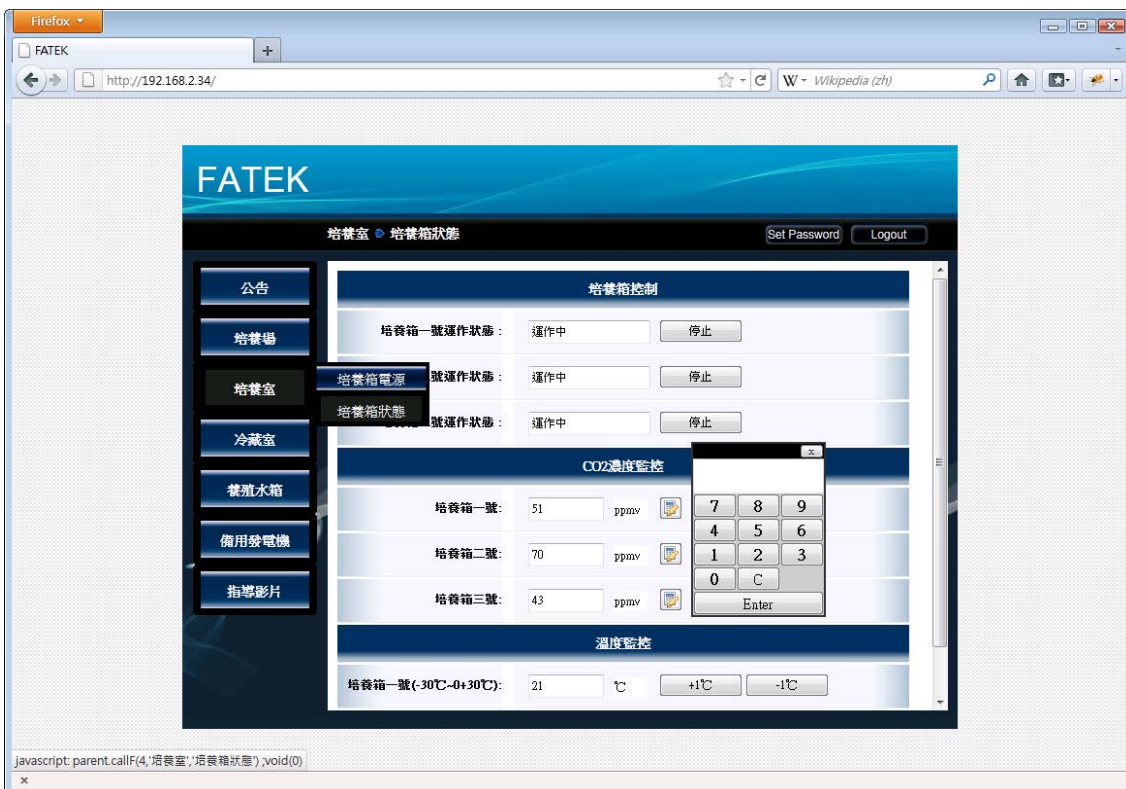 Firefox
FATEK
http://192.168.2.34/
Wikipedia (zh)
FATEK
培養室 培養箱狀態
Set Password
Logout
公告
培養場
培養室
冷藏室
養殖水箱
備用發電機
指導影片
培養箱電源
培養箱狀態
培養箱控制
培養箱一號運作狀態：
運作中
停止
號運作狀態：
運作中
停止
號運作狀態：
運作中
停止
CO2濃度監控
培養箱一號:
51
ppmv
培養箱二號:
70
ppmv
培養箱三號:
43
ppmv
7 8 9
4 5 6
1 2 3
0 C
Enter
溫度監控
培養箱一號(-30℃~0+30℃):
21
℃
+1℃
-1℃
javascript: parent.callF(4,'培養室','培養箱狀態') ;void(0)